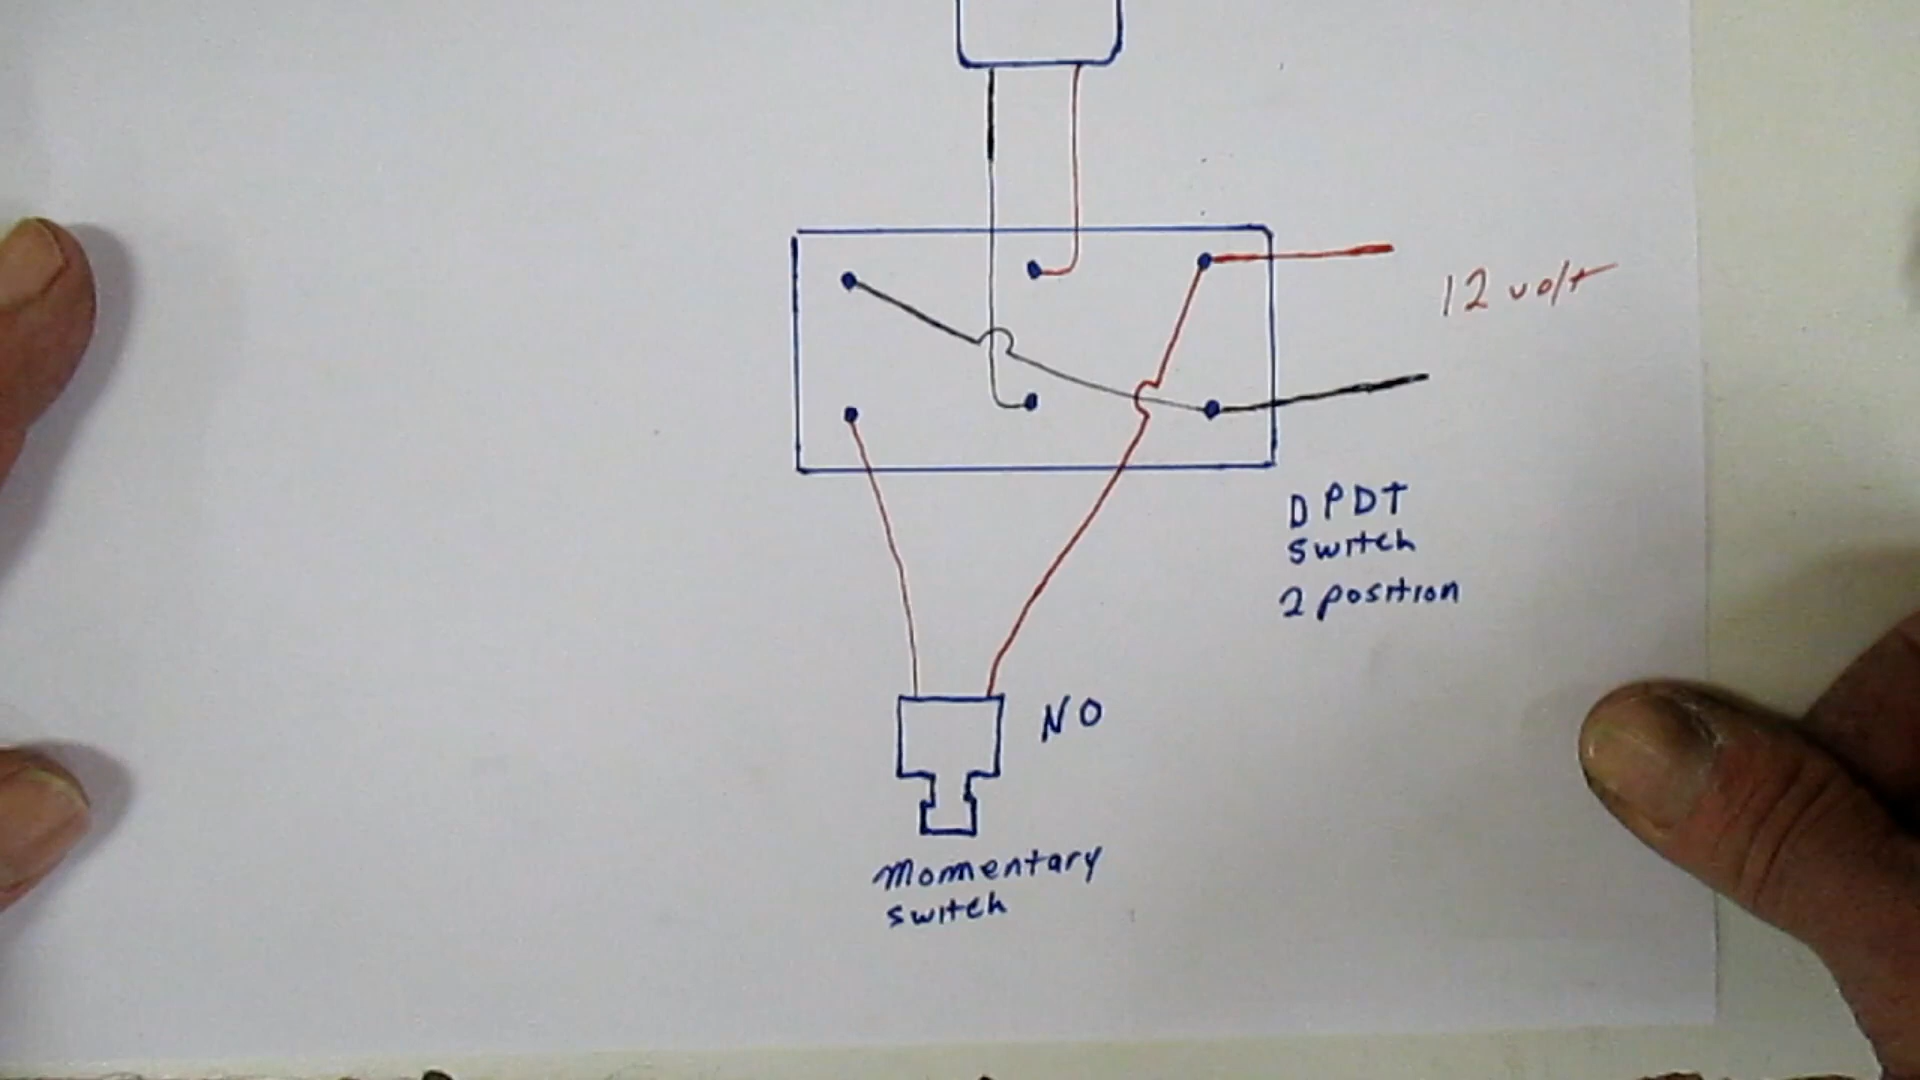 12 volt
DPDT
switch
2 position
NO
Momentary
switch